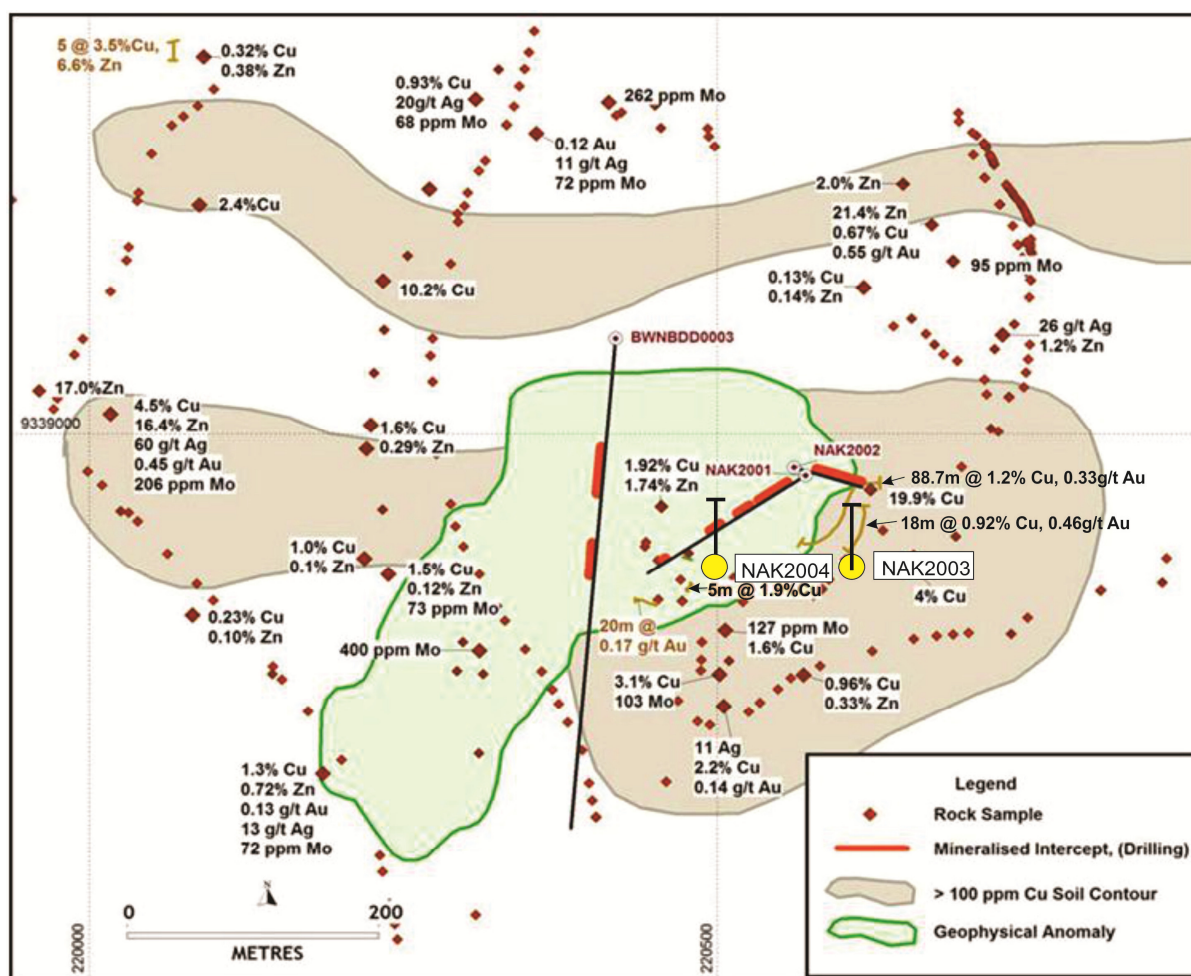 5 @ 3.5%Cu,
6.6% Zn
0.32% Cu
0.38% Zn
0.93% Cu
20g/t Ag
68 ppm Mo
262 ppm Mo
0.12 Au
11 g/t Ag
72 ppm Mo
2.4%Cu
2.0% Zn
21.4% Zn
0.67% Cu
0.55 g/t Au
95 ppm Mo
10.2% Cu
0.13% Cu
0.14% Zn
26 g/t Ag
1.2% Zn
BWNBDD0003
17.0%Zn
4.5% Cu
16.4% Zn
60 g/t Ag
0.45 g/t Au
206 ppm Mo
9339000
1.6% Cu
0.29% Zn
1.92% Cu
1.74% Zn
NAK2001
NAK2002
88.7m @ 1.2% Cu, 0.33g/t Au
19.9% Cu
18m @ 0.92% Cu, 0.46g/t Au
1.0% Cu
0.1% Zn
1.5% Cu
0.12% Zn
73 ppm Mo
NAK2004
NAK2003
5m @ 1.9%Cu
4% Cu
0.23% Cu
0.10% Zn
20m @
0.17 g/t Au
400 ppm Mo
127 ppm Mo
1.6% Cu
3.1% Cu
103 Mo
0.96% Cu
0.33% Zn
11 Ag
2.2% Cu
0.14 g/t Au
1.3% Cu
0.72% Zn
0.13 g/t Au
13 g/t Ag
72 ppm Mo
N
0
200
METRES
220000
220500
Legend
Rock Sample
Mineralised Intercept, (Drilling)
> 100 ppm Cu Soil Contour
Geophysical Anomaly